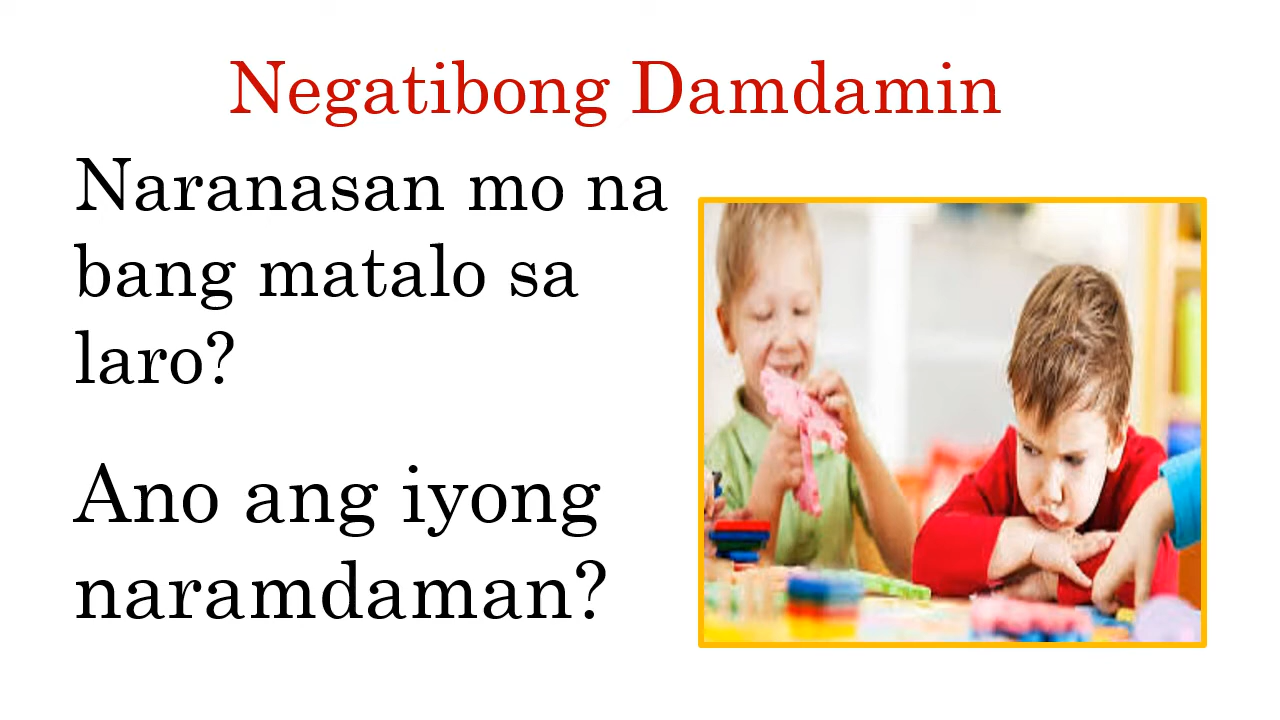 Negatibong Damdamin
Naranasan mo na
bang matalo sa
laro?
Ano ang iyong
naramdaman?